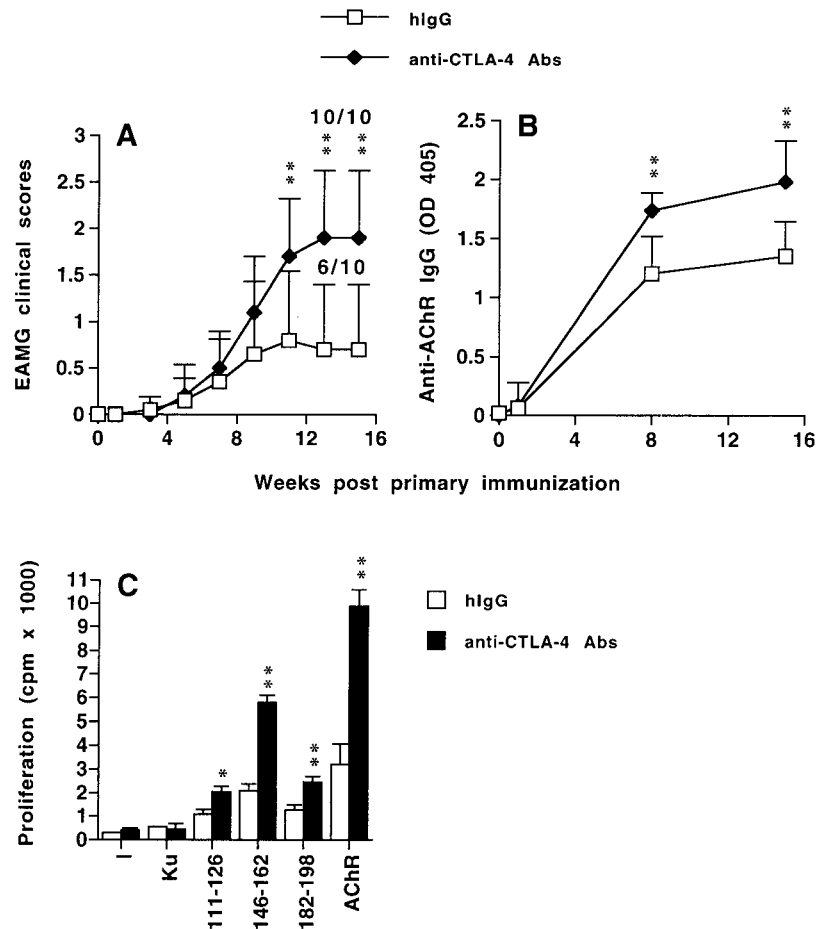 hIgG
anti-CTLA-4 Abs
A
10/10
** ** **
6/10
EAMG clinical scores
3
2.5
2
1.5
1
0.5
0
0 4 8 12 16
B
** **
Anti-AChR IgG (OD 405)
2.5
2
1.5
1
0.5
0
0 4 8 12 16
Weeks post primary immunization
C
Proliferation (cpm x 1000)
11
10
9
8
7
6
5
4
3
2
1
0
* ** ** **
I
Ku
111-126
146-162
182-198
AChR
hIgG
anti-CTLA-4 Abs